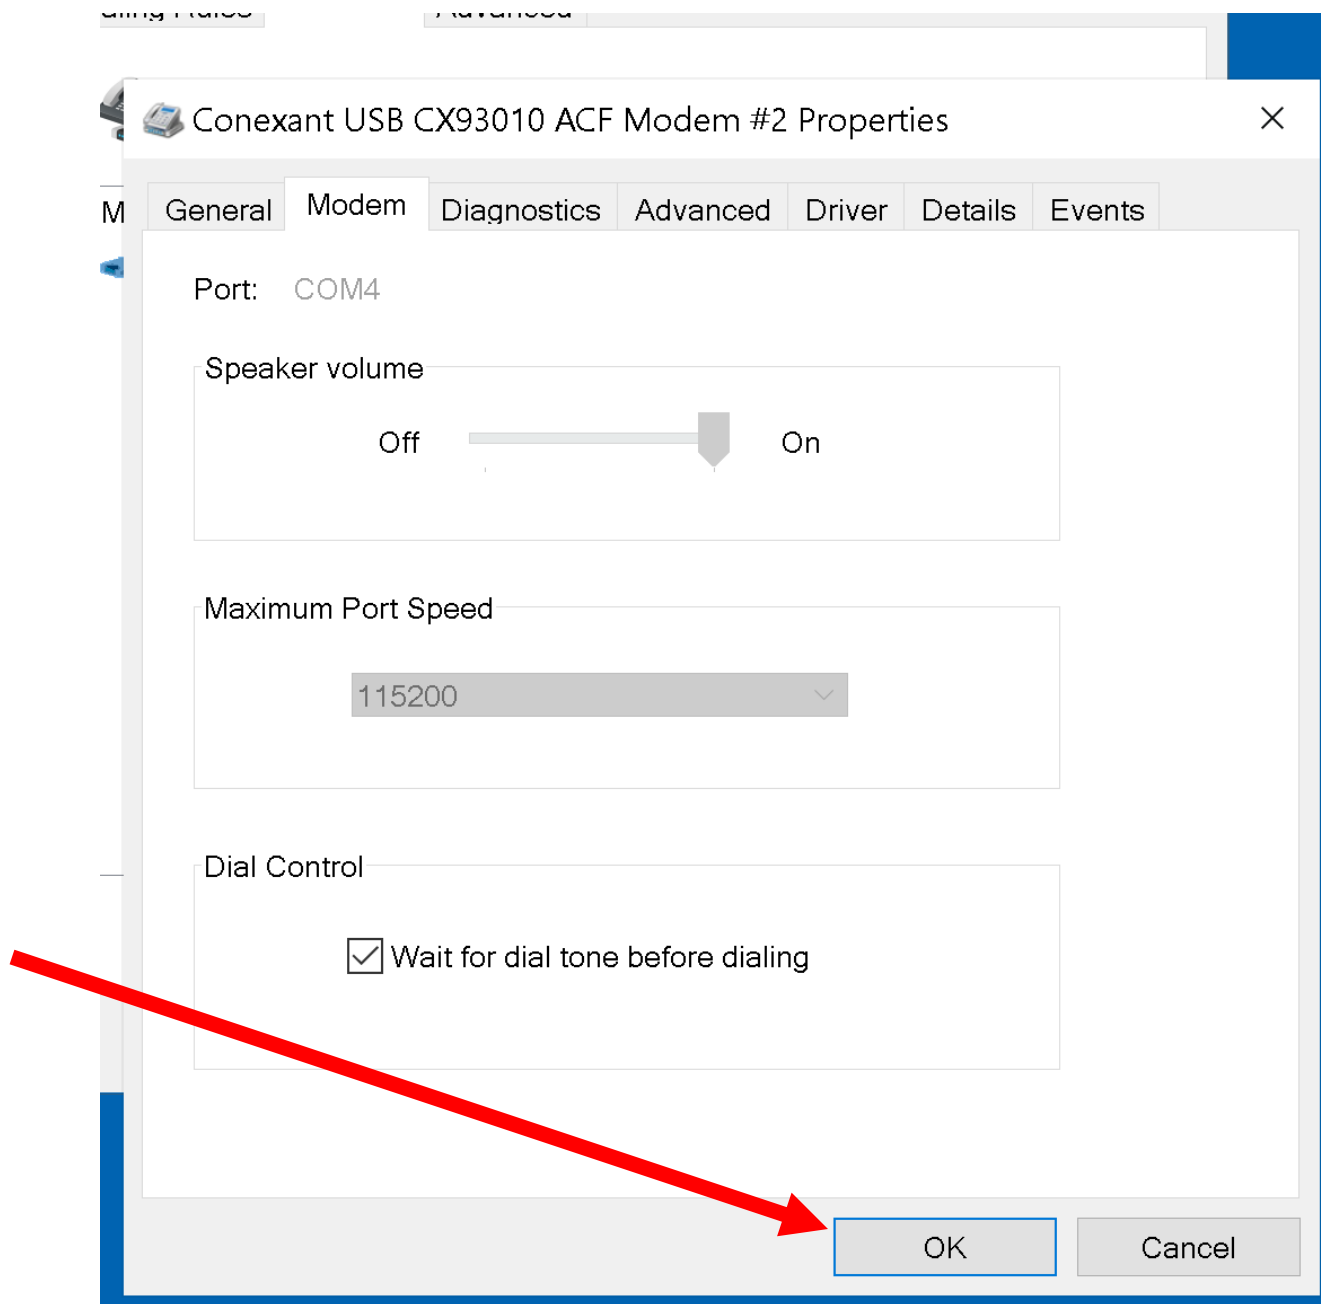 Advanced
Conexant USB CX93010 ACF Modem #2 Properties
M
General Modem Diagnostics Advanced Driver Details Events
Port: COM4
Speaker volume
Off On
Maximum Port Speed
115200
Dial Control
Wait for dial tone before dialing
OK Cancel